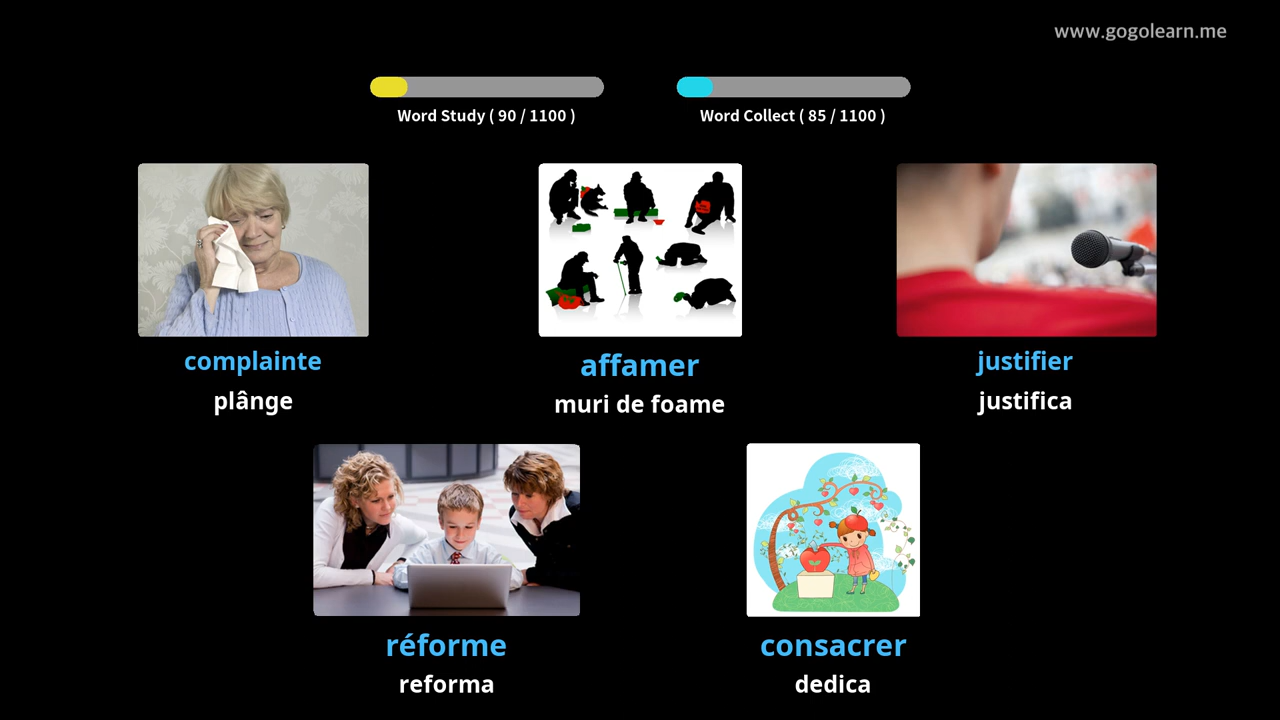 www.gogolearn.me
Word Study ( 90 / 1100 )
Word Collect ( 85 / 1100 )
complainte
plânge
affamer
muri de foame
justifier
justifica
réforme
reforma
consacrer
dedica